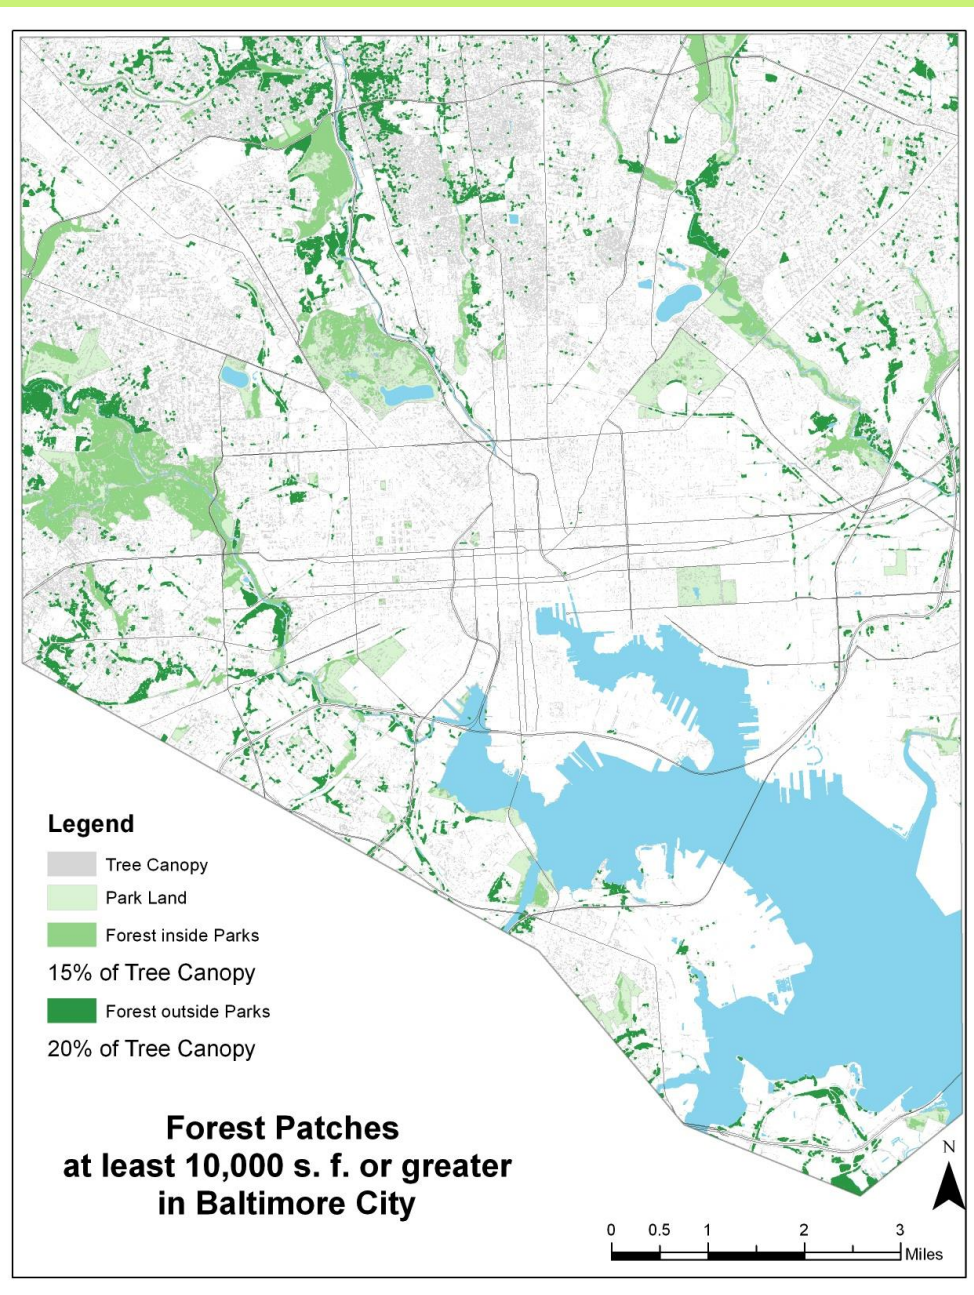 Legend
Tree Canopy
Park Land
Forest inside Parks
15% of Tree Canopy
Forest outside Parks
20% of Tree Canopy
Forest Patches
at least 10,000 s. f. or greater
in Baltimore City
N
0 0.5 1 2 3
Miles